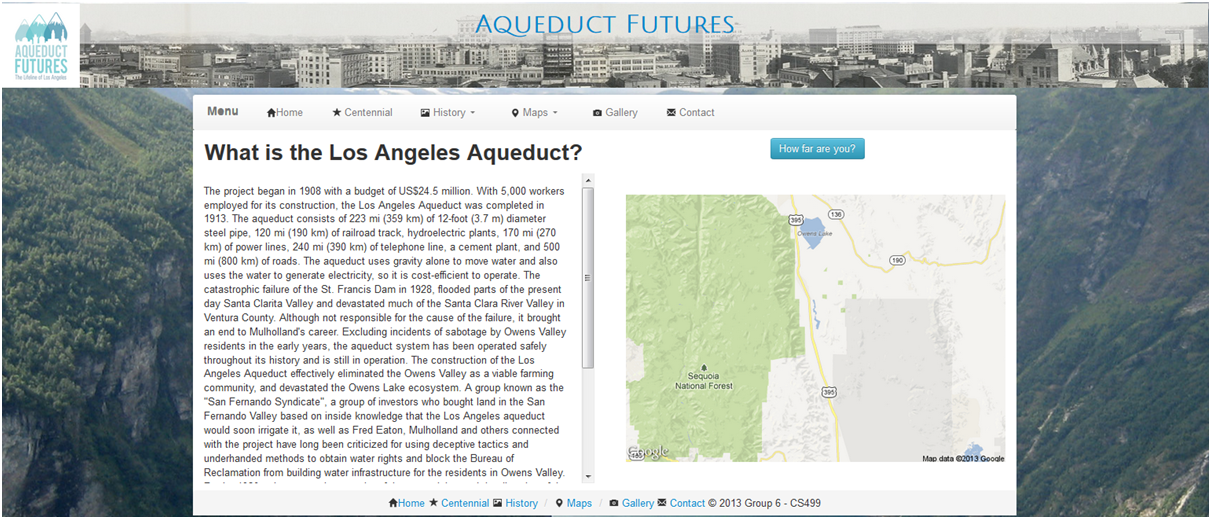 AQUEDUCT FUTURES
AQUEDUCT
FUTURES
The Lifeline of Los Angeles
Menu Home Centennial History Maps Gallery Contact
What is the Los Angeles Aqueduct?
How far are you?
The project began in 1908 with a budget of US$24.5 million. With 5,000 workers
employed for its construction, the Los Angeles Aqueduct was completed in
1913. The aqueduct consists of 223 mi (359 km) of 12-foot (3.7 m) diameter
steel pipe, 120 mi (190 km) of railroad track, hydroelectric plants, 170 mi (270
km) of power lines, 240 mi (390 km) of telephone line, a cement plant, and 500
mi (800 km) of roads. The aqueduct uses gravity alone to move water and also
uses the water to generate electricity, so it is cost-efficient to operate. The
catastrophic failure of the St. Francis Dam in 1928, flooded parts of the present
day Santa Clarita Valley and devastated much of the Santa Clara River Valley in
Ventura County. Although not responsible for the cause of the failure, it brought
an end to Mulholland's career. Excluding incidents of sabotage by Owens Valley
residents in the early years, the aqueduct system has been operated safely
throughout its history and is still in operation. The construction of the Los
Angeles Aqueduct effectively eliminated the Owens Valley as a viable farming
community, and devastated the Owens Lake ecosystem. A group known as the
"San Fernando Syndicate", a group of investors who bought land in the San
Fernando Valley based on inside knowledge that the Los Angeles aqueduct
would soon irrigate it, as well as Fred Eaton, Mulholland and others connected
with the project have long been criticized for using deceptive tactics and
underhanded methods to obtain water rights and block the Bureau of
Reclamation from building water infrastructure for the residents in Owens Valley.
395
136
Owens Lake
190
Sequoia
National Forest
395
Google
Map data ©2013 Google
Home Centennial History / Maps / Gallery Contact © 2013 Group 6 - CS499